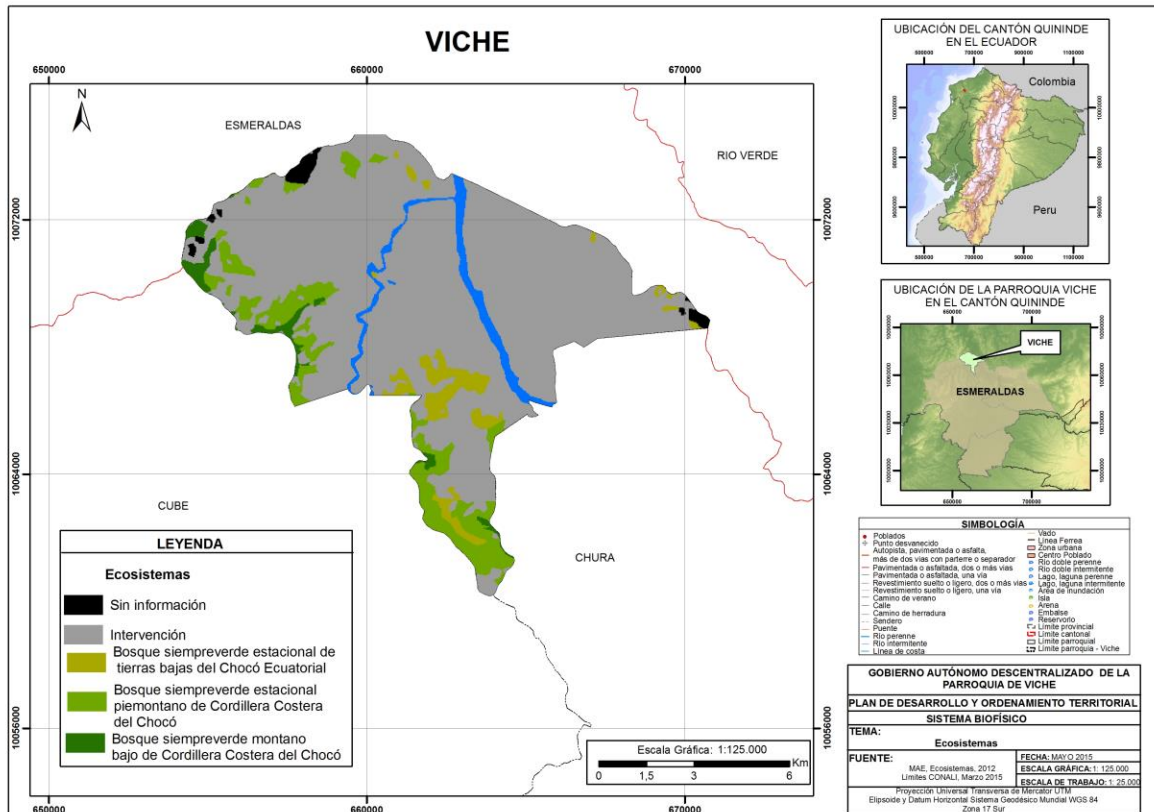 VICHE
650000
660000
670000
N
ESMERALDAS
RIO VERDE
10072000
10072000
10064000
10064000
CUBE
CHURA
10056000
10056000
650000
660000
670000
LEYENDA
Ecosistemas
Sin información
Intervención
Bosque siempreverde estacional de
tierras bajas del Chocó Ecuatorial
Bosque siempreverde estacional
piemontano de Cordillera Costera
del Chocó
Bosque siempreverde montano
bajo de Cordillera Costera del Chocó
Escala Gráfica: 1:125.000
0 1,5 3 6 Km
UBICACIÓN DEL CANTÓN QUININDE
EN EL ECUADOR
Colombia
Peru
UBICACIÓN DE LA PARROQUIA VICHE
EN EL CANTÓN QUININDE
660000
700000
VICHE
ESMERALDAS
660000
700000
SIMBOLOGÍA
Poblados
Punto desvanecido
Autopista, pavimentada o asfalta,
más de dos vías con parterre o separador
Pavimentada o asfaltada, dos o más vías
Pavimentada o asfaltada, una vía
Revestimiento suelto o ligero, dos o más vías
Revestimiento suelto o ligero, una vía
Camino de verano
Calle
Camino de herradura
Sendero
Puente
Río perenne
Río intermitente
Línea de costa
Vado
Línea Ferrea
Zona urbana
Centro Poblado
Río doble perenne
Río doble intermitente
Lago, laguna perenne
Lago, laguna intermitente
Área de inundación
Isla
Arena
Embalse
Reservorio
Límite provincial
Límite cantonal
Límite parroquial
Límite parroquia - Viche
GOBIERNO AUTÓNOMO DESCENTRALIZADO DE LA
PARROQUIA DE VICHE
PLAN DE DESARROLLO Y ORDENAMIENTO TERRITORIAL
SISTEMA BIOFÍSICO
TEMA:
Ecosistemas
FUENTE:
MAE, Ecosistemas, 2012
Límites CONALI, Marzo 2015
FECHA: MAYO 2015
ESCALA GRÁFICA: 1: 125.000
ESCALA DE TRABAJO: 1: 25.000
Proyección Universal Transversa de Mercator UTM
Elipsoide y Datum Horizontal Sistema Geodésico Mundial WGS 84
Zona 17 Sur